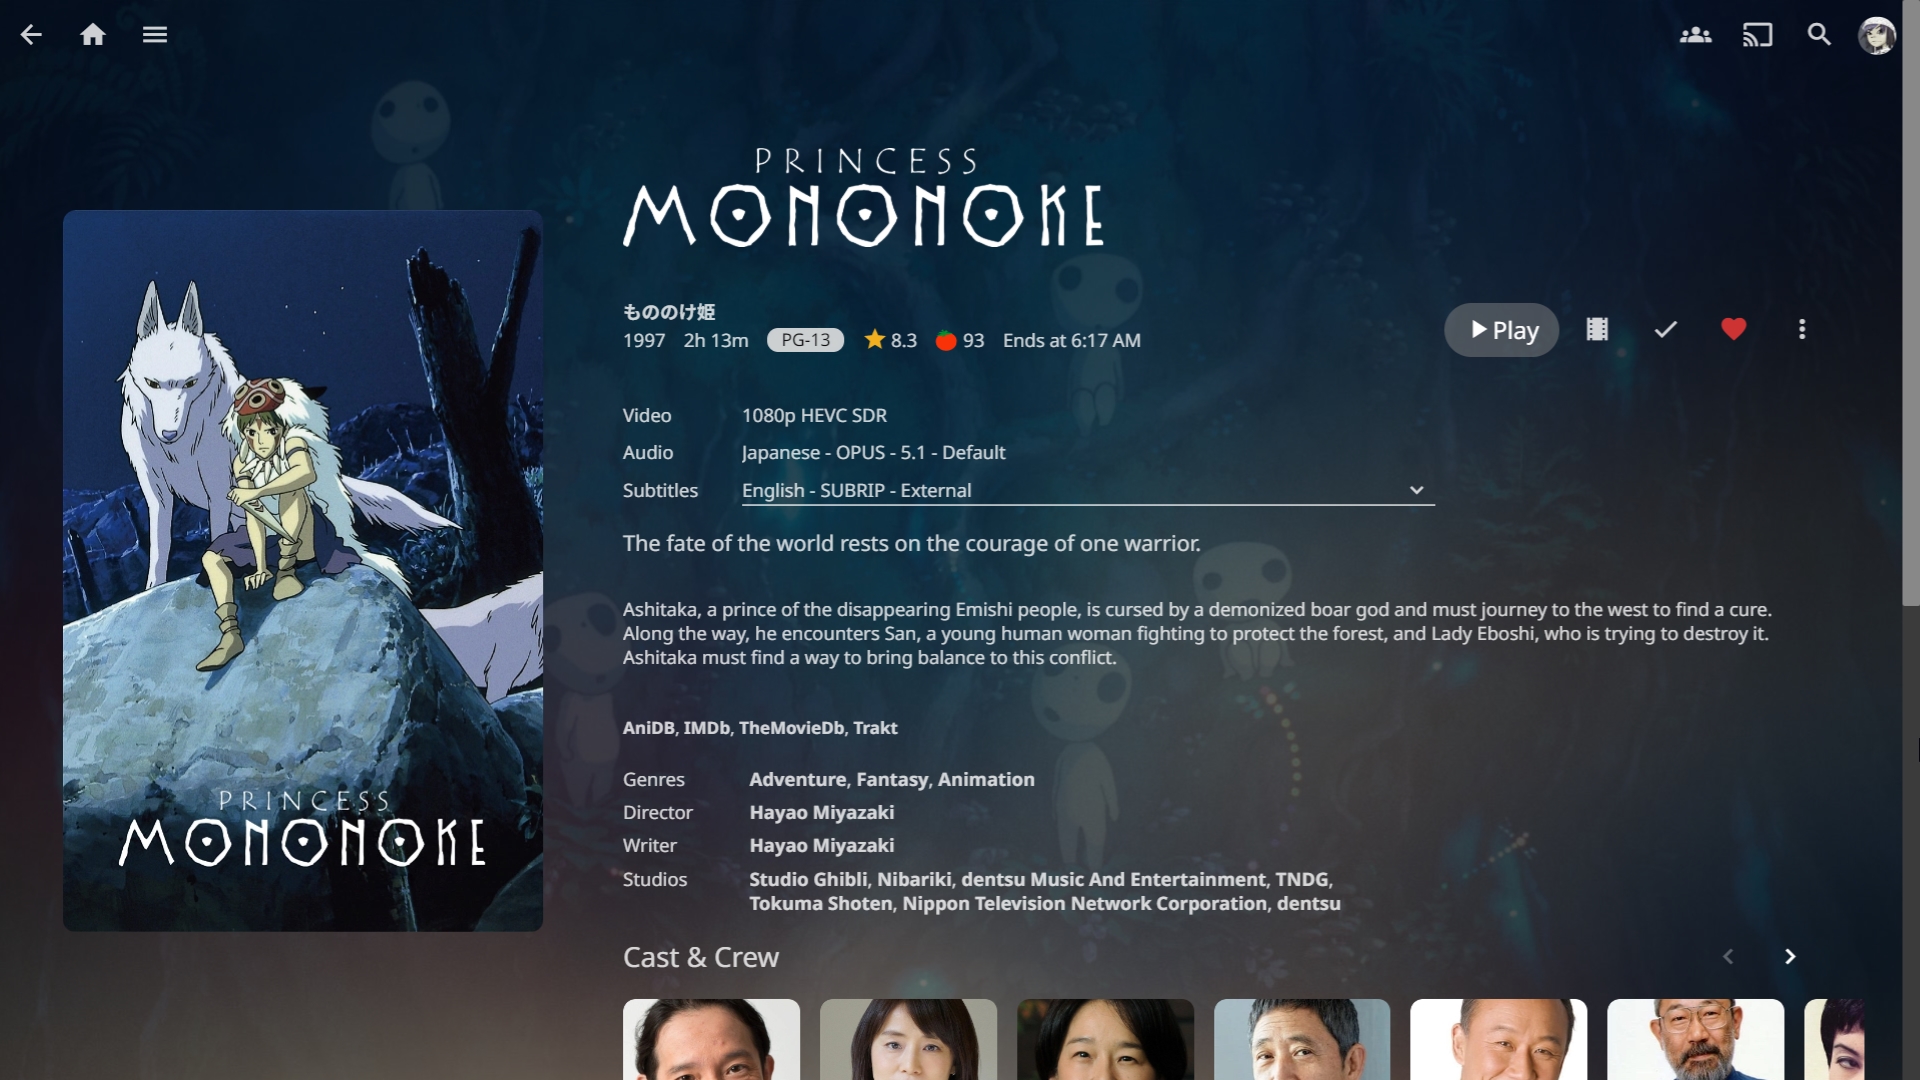 PRINCESS
MONONOKE
もののけ姫
1997 2h 13m PG-13 8.3 93 Ends at 6:17 AM
Play
Video 1080p HEVC SDR
Audio Japanese - OPUS - 5.1 - Default
Subtitles English - SUBRIP - External
The fate of the world rests on the courage of one warrior.
Ashitaka, a prince of the disappearing Emishi people, is cursed by a demonized boar god and must journey to the west to find a cure.
Along the way, he encounters San, a young human woman fighting to protect the forest, and Lady Eboshi, who is trying to destroy it.
Ashitaka must find a way to bring balance to this conflict.
AniDB, IMDb, TheMovieDb, Trakt
Genres Adventure, Fantasy, Animation
Director Hayao Miyazaki
Writer Hayao Miyazaki
Studios Studio Ghibli, Nibariki, dentsu Music And Entertainment, TNDG,
Tokuma Shoten, Nippon Television Network Corporation, dentsu
Cast & Crew
PRINCESS
MONONOKE